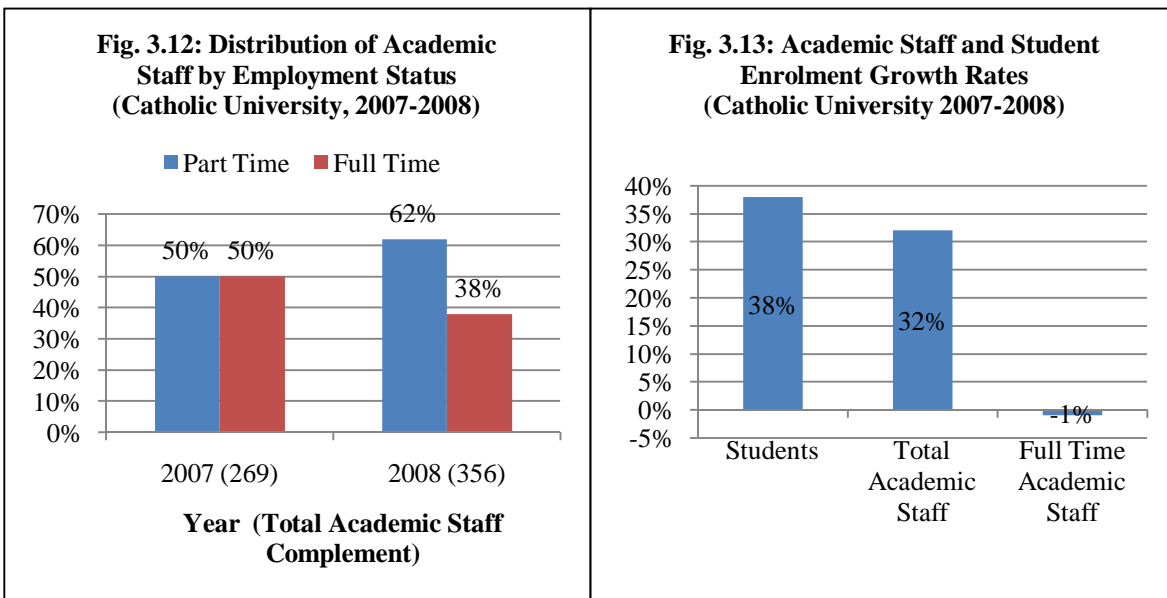 Fig. 3.12: Distribution of Academic
Staff by Employment Status
(Catholic University, 2007-2008)
Part Time Full Time
70%
60%
50%
40%
30%
20%
10%
0%
50% 50%
62%
38%
2007 (269) 2008 (356)
Year (Total Academic Staff
Complement)
Fig. 3.13: Academic Staff and Student
Enrolment Growth Rates
(Catholic University 2007-2008)
40%
35%
30%
25%
20%
15%
10%
5%
0%
-5%
38%
32%
-1%
Students
Total
Academic
Staff
Full Time
Academic
Staff